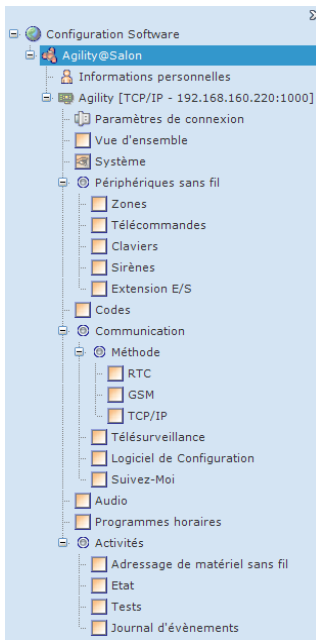 Configuration Software
Agility@Salon
Informations personnelles
Agility [TCP/IP - 192.168.160.220:1000]
Paramètres de connexion
Vue d'ensemble
Système
Périphériques sans fil
Zones
Télécommandes
Claviers
Sirènes
Extension E/S
Codes
Communication
Méthode
RTC
GSM
TCP/IP
Télésurveillance
Logiciel de Configuration
Suivez-Moi
Audio
Programmes horaires
Activités
Adressage de matériel sans fil
Etat
Tests
Journal d'évènements